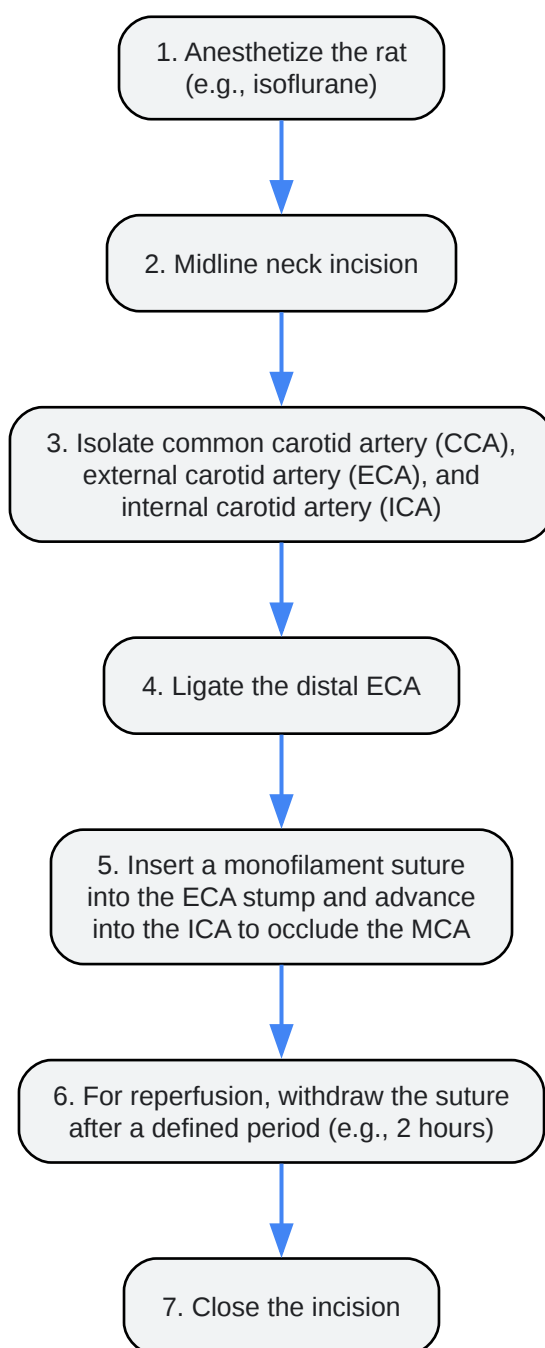 1. Anesthetize the rat
(e.g., isoflurane)
2. Midline neck incision
3. Isolate common carotid artery (CCA),
external carotid artery (ECA), and
internal carotid artery (ICA)
4. Ligate the distal ECA
5. Insert a monofilament suture
into the ECA stump and advance
into the ICA to occlude the MCA
6. For reperfusion, withdraw the suture
after a defined period (e.g., 2 hours)
7. Close the incision